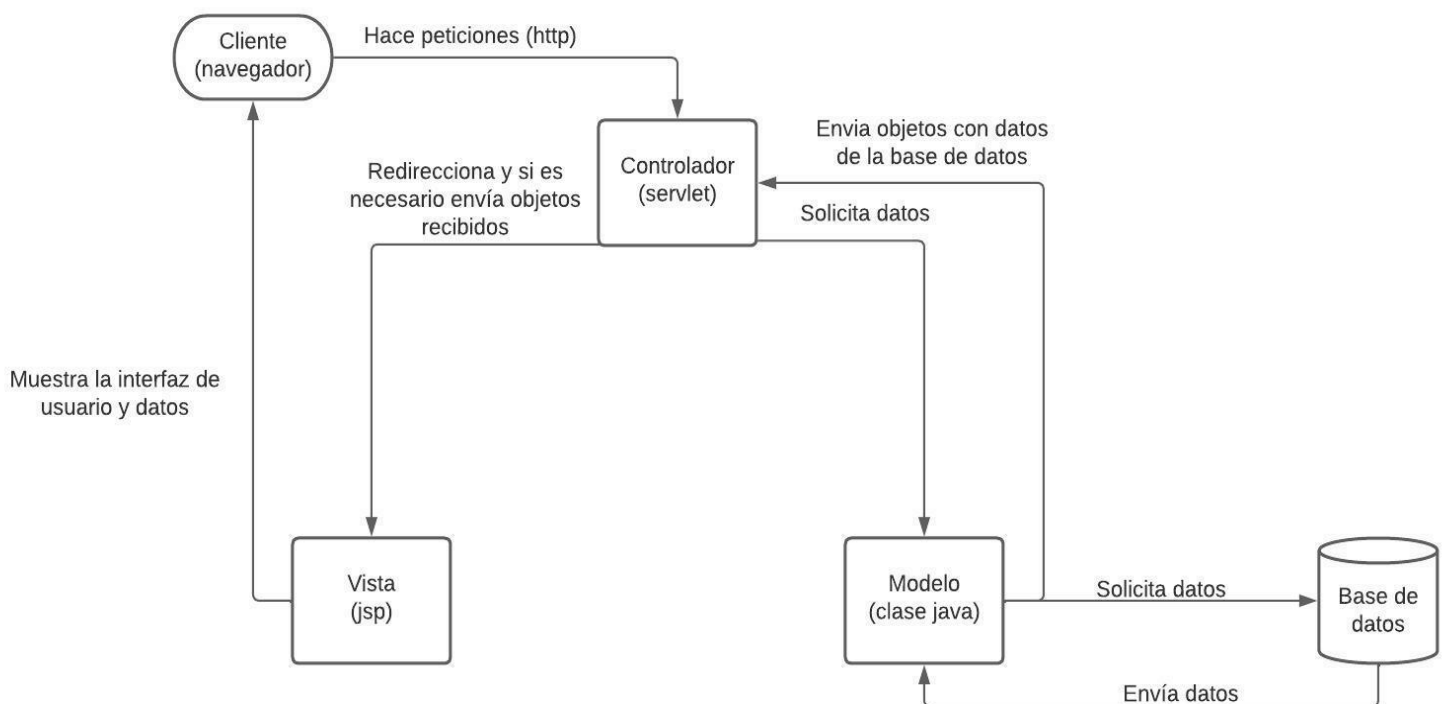 Cliente
(navegador)
Hace peticiones (http)
Controlador
(servlet)
Envia objetos con datos
de la base de datos
Redirecciona y si es
necesario envía objetos
recibidos
Solicita datos
Muestra la interfaz de
usuario y datos
Vista
(jsp)
Modelo
(clase java)
Solicita datos
Base de
datos
Envía datos